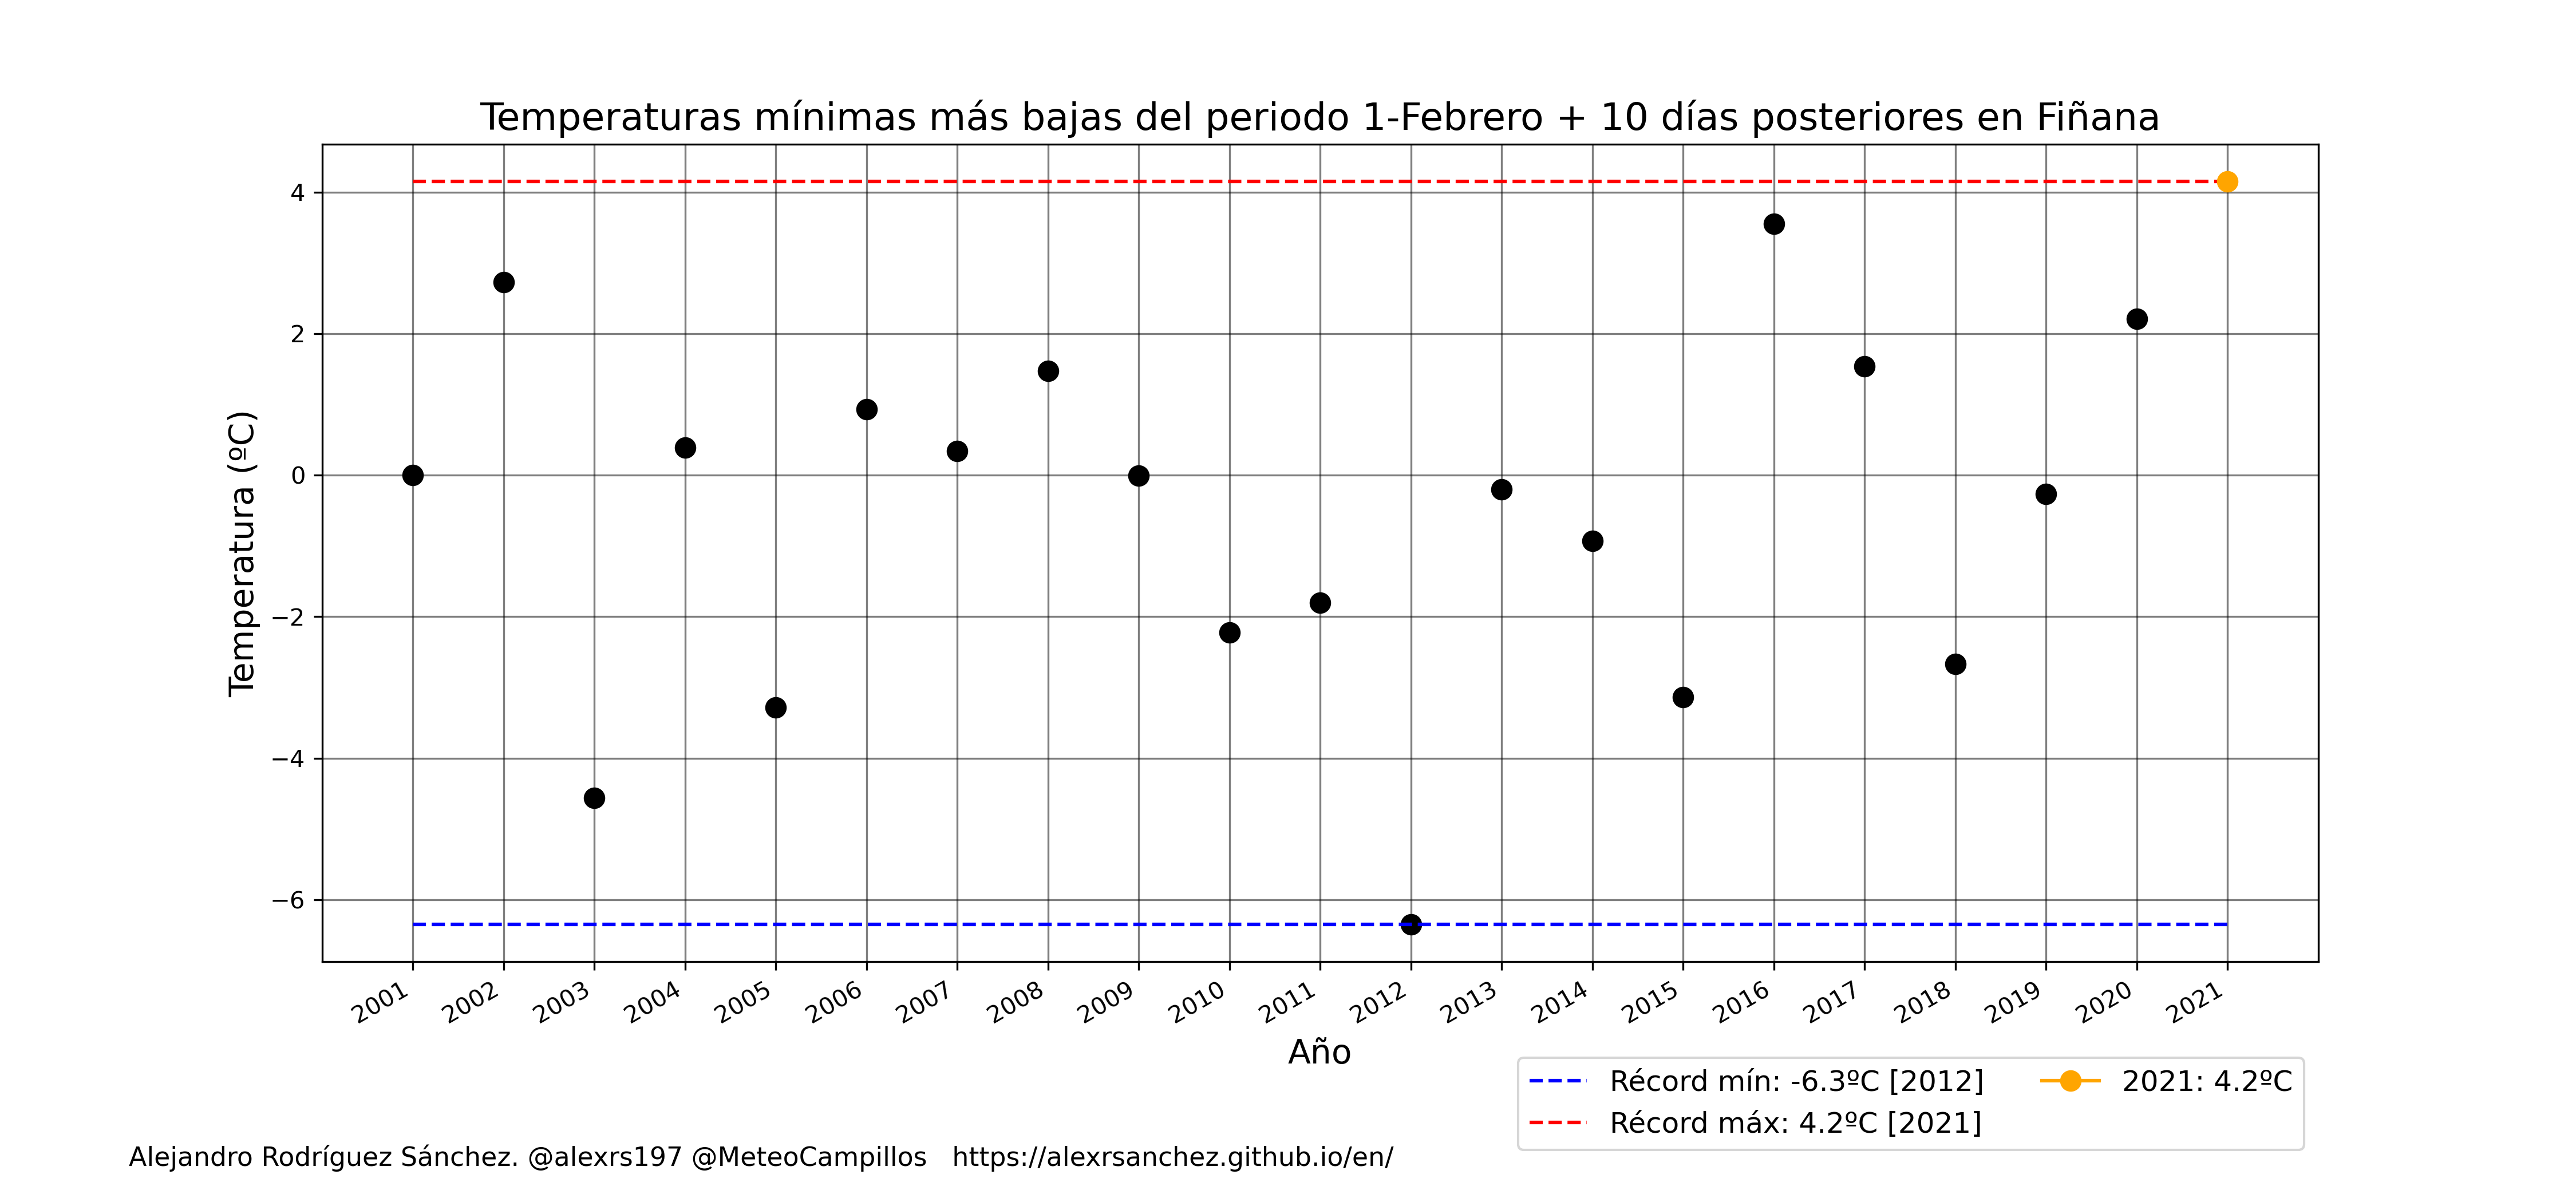 Temperaturas mínimas más bajas del periodo 1-Febrero + 10 días posteriores en Fiñana
Temperatura (ºC)
4
2
0
−2
−4
−6
2001 2002 2003 2004 2005 2006 2007 2008 2009 2010 2011 2012 2013 2014 2015 2016 2017 2018 2019 2020 2021
Año
Récord mín: -6.3ºC [2012]
Récord máx: 4.2ºC [2021]
2021: 4.2ºC
Alejandro Rodríguez Sánchez. @alexrs197 @MeteoCampillos https://alexrsanchez.github.io/en/